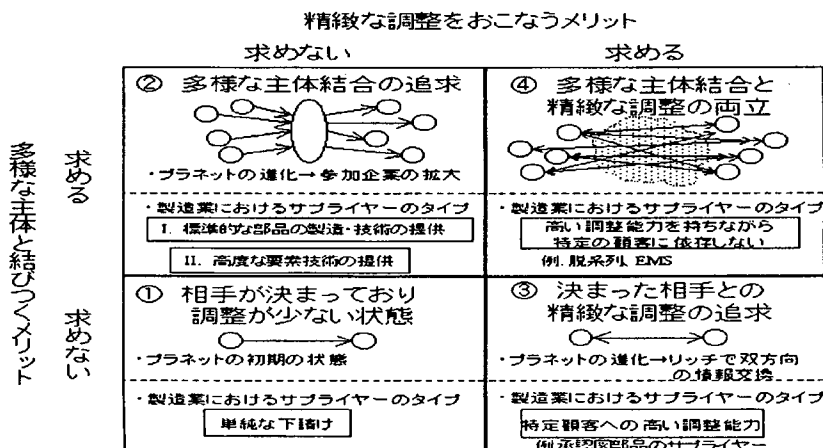 精緻な調整をおこなうメリット
求めない
求める
多様な主体と結びつくメリット
求める
② 多様な主体結合の追求
・プラネットの進化→参加企業の拡大
・製造業におけるサプライヤーのタイプ
I. 標準的な部品の製造・技術の提供
II. 高度な要素技術の提供
④ 多様な主体結合と
精緻な調整の両立
・製造業におけるサプライヤーのタイプ
高い調整能力を持ちながら
特定の顧客に依存しない
例. 脱系列, EMS
求めない
① 相手が決まっており
調整が少ない状態
・プラネットの初期の状態
・製造業におけるサプライヤーのタイプ
単純な下請け
③ 決まった相手との
精緻な調整の追求
・プラネットの進化→リッチで双方向
の情報交換
・製造業におけるサプライヤーのタイプ
特定顧客への高い調整能力
例承認図部品のサプライヤー